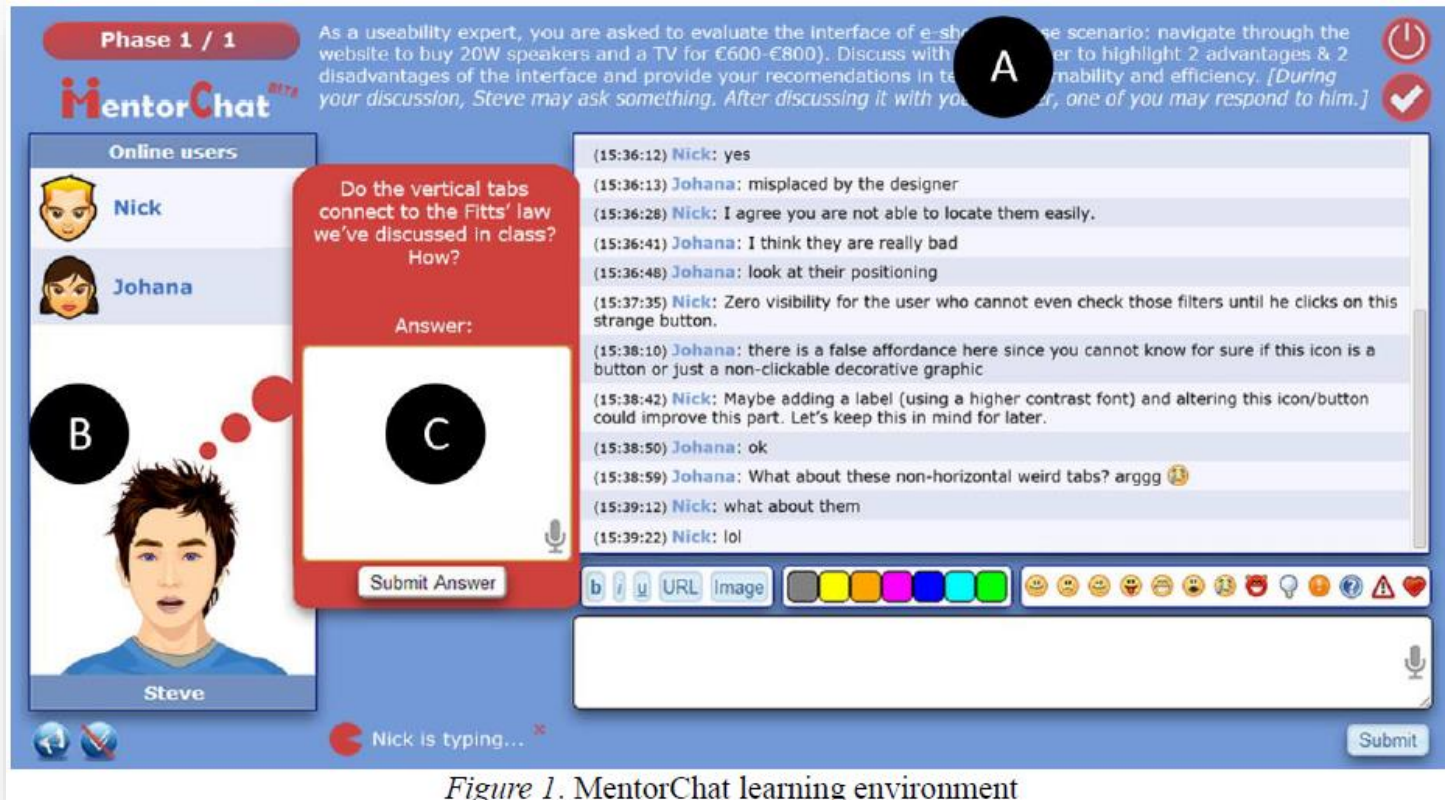 Phase 1 / 1
MentorChat BETA
As a useability expert, you are asked to evaluate the interface of e-sh se scenario: navigate through the
website to buy 20W speakers and a TV for €600-€800). Discuss with er to highlight 2 advantages & 2
disadvantages of the interface and provide your recomendations in te rnability and efficiency. [During
your discussion, Steve may ask something. After discussing it with yo er, one of you may respond to him.]
A
Online users
Nick
Johana
B
Steve
Do the vertical tabs
connect to the Fitts’ law
we’ve discussed in class?
How?
Answer:
C
Submit Answer
(15:36:12) Nick: yes
(15:36:13) Johana: misplaced by the designer
(15:36:28) Nick: I agree you are not able to locate them easily.
(15:36:41) Johana: I think they are really bad
(15:36:48) Johana: look at their positioning
(15:37:35) Nick: Zero visibility for the user who cannot even check those filters until he clicks on this
strange button.
(15:38:10) Johana: there is a false affordance here since you cannot know for sure if this icon is a
button or just a non-clickable decorative graphic
(15:38:42) Nick: Maybe adding a label (using a higher contrast font) and altering this icon/button
could improve this part. Let’s keep this in mind for later.
(15:38:50) Johana: ok
(15:38:59) Johana: What about these non-horizontal weird tabs? arggg
(15:39:12) Nick: what about them
(15:39:22) Nick: lol
b i u URL Image
Nick is typing... x
Submit
Figure 1. MentorChat learning environment